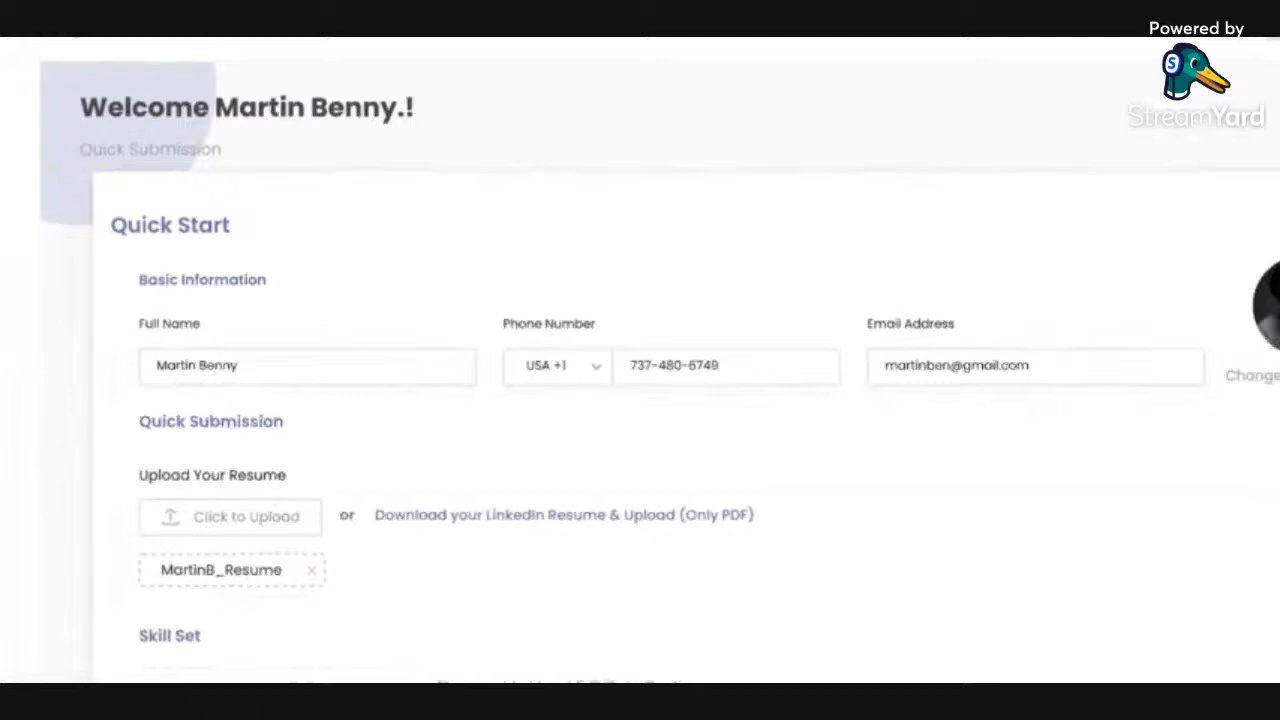 Powered by
StreamYard
Welcome Martin Benny.!
Quick Submission
Quick Start
Basic Information
Full Name
Phone Number
Email Address
Martin Benny
USA +1
737-480-6749
martinben@gmail.com
Change
Quick Submission
Upload Your Resume
Click to Upload
or
Download your LinkedIn Resume & Upload (Only PDF)
MartinB_Resume
Skill Set